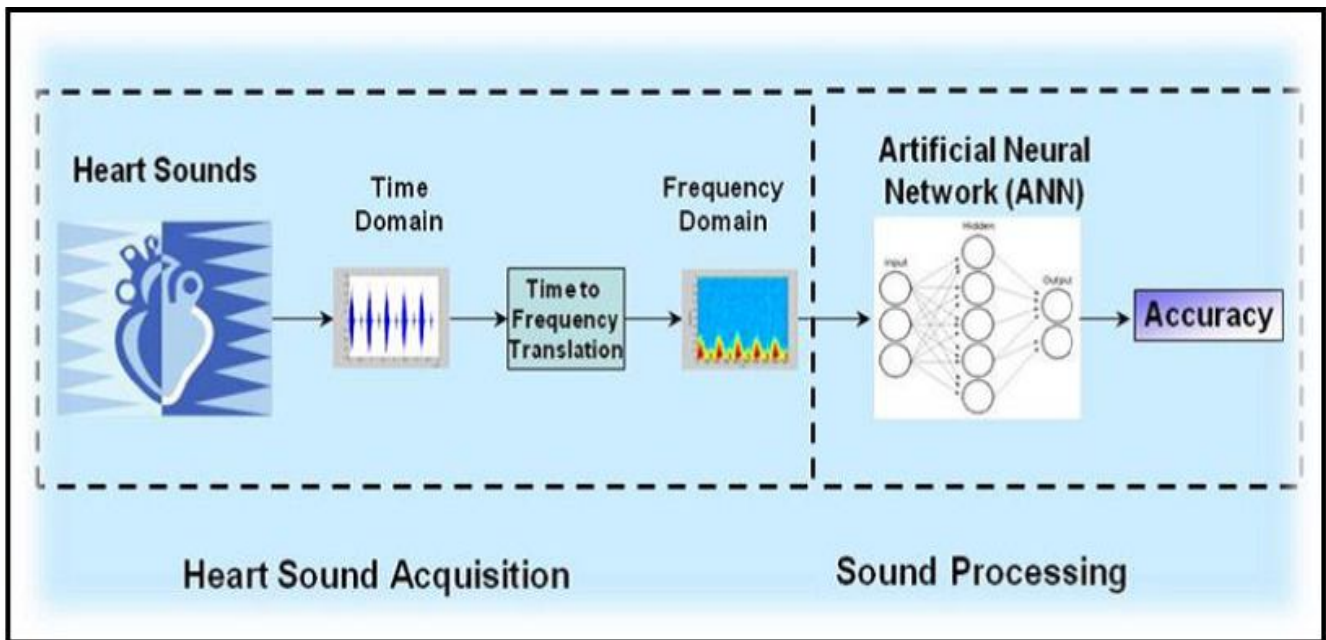 Heart Sounds
Time
Domain
Time to
Frequency
Translation
Frequency
Domain
Artificial Neural
Network (ANN)
Input
Hidden
Output
Accuracy
Heart Sound Acquisition
Sound Processing